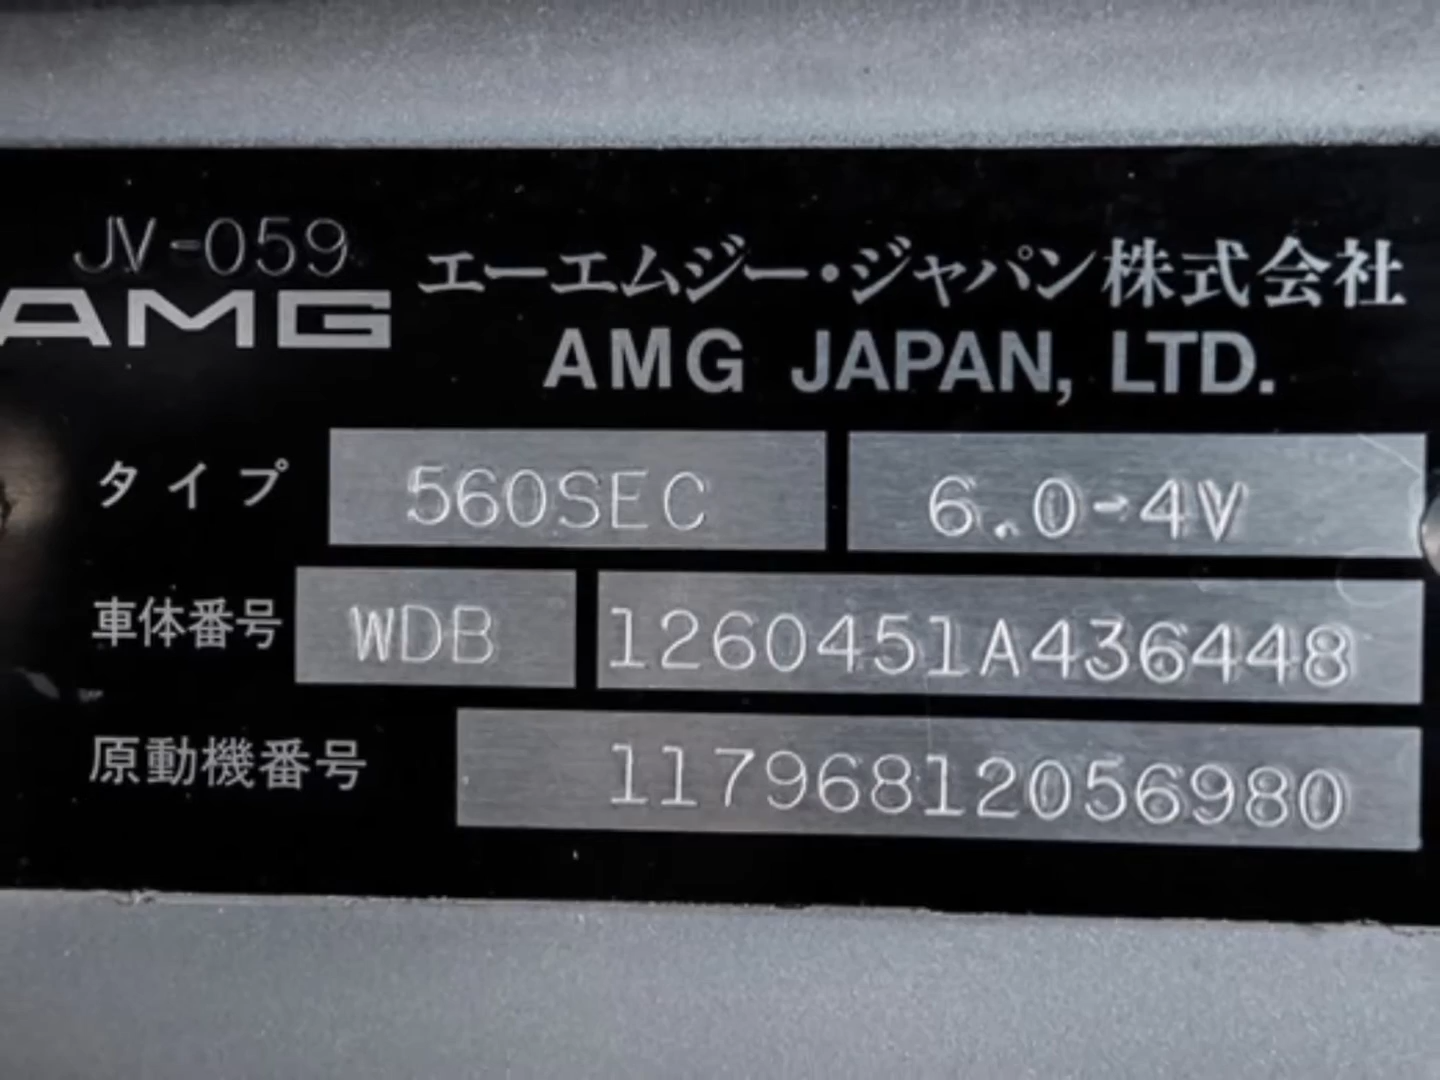 JV-059
AMG エーエムジー・ジャパン株式会社
AMG JAPAN, LTD.
タイプ 560SEC 6.0-4V
車体番号 WDB 1260451A436448
原動機番号 11796812056980